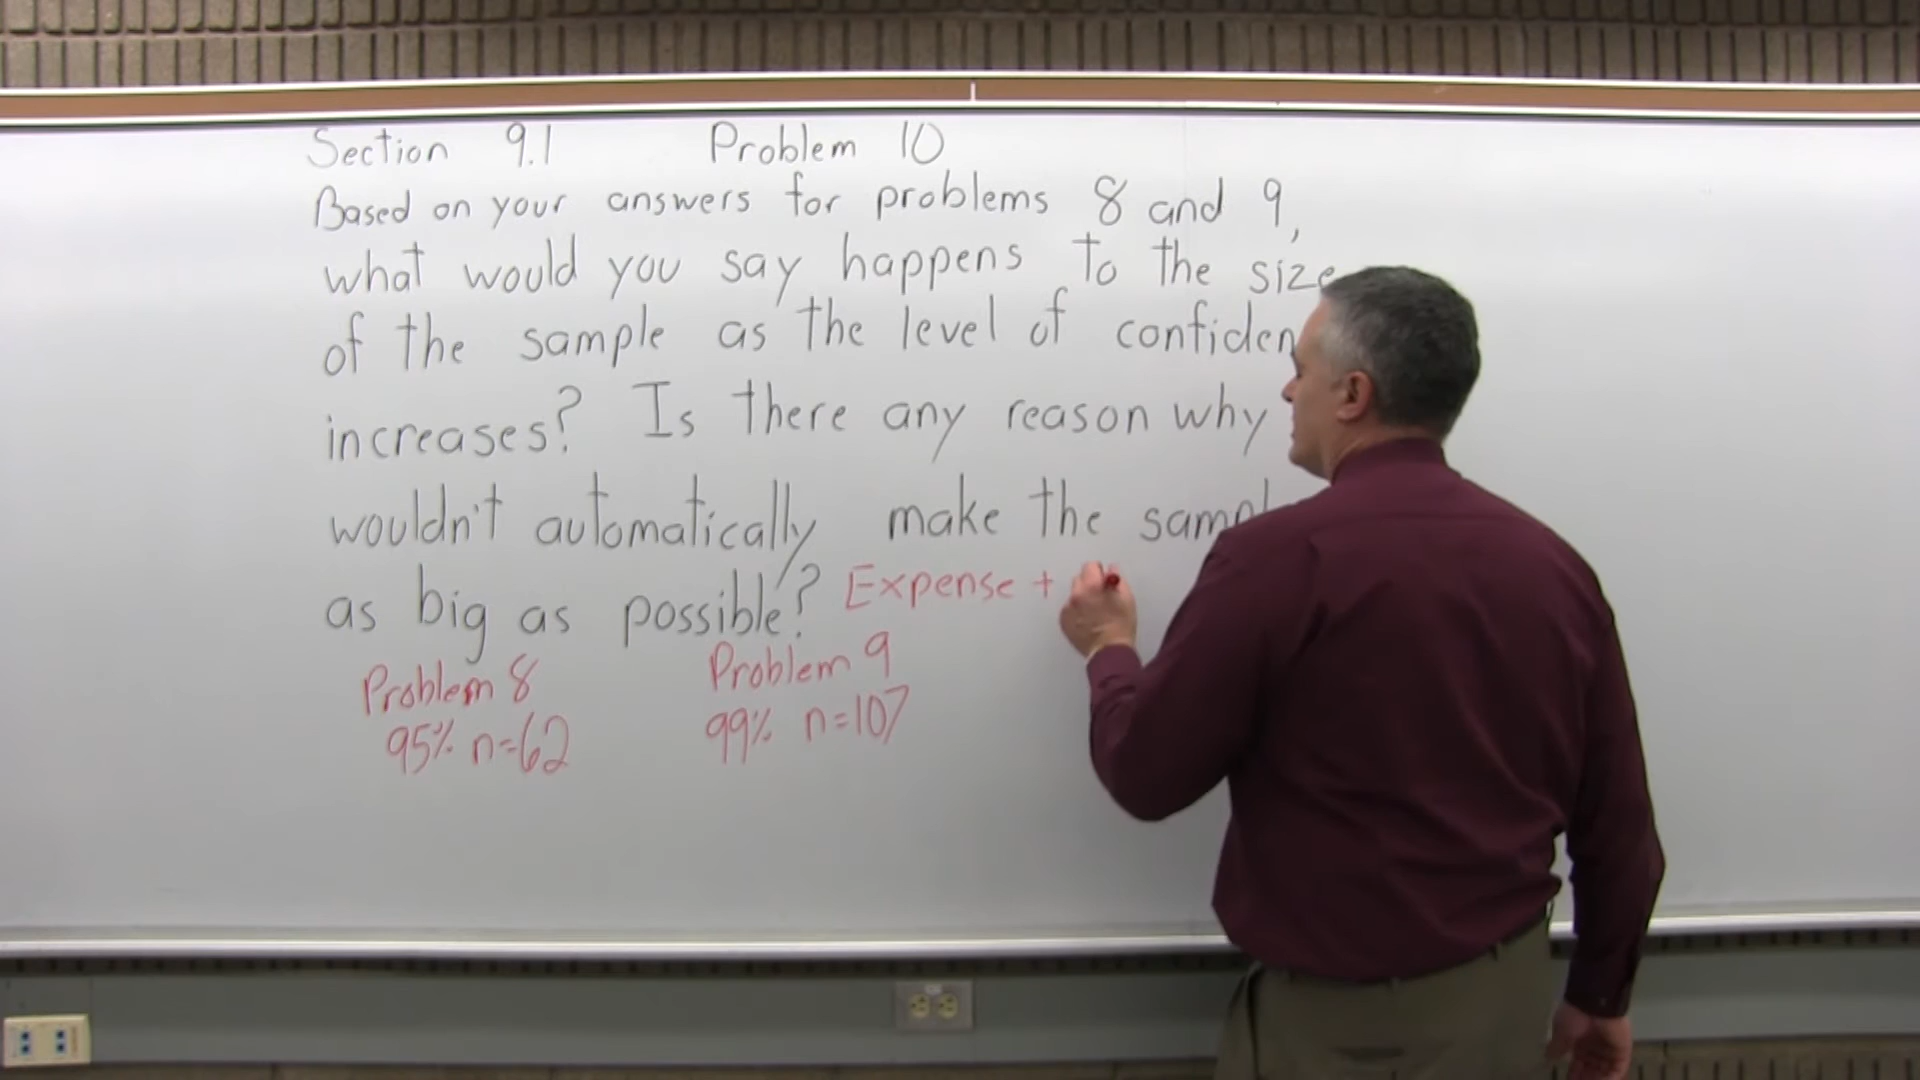 Section 9.1 Problem 10
Based on your answers for problems 8 and 9,
what would you say happens to the size
of the sample as the level of confiden
increases? Is there any reason why
wouldn't automatically make the sampl
as big as possible? Expense +
Problem 8 Problem 9
95% n=62 99% n=107